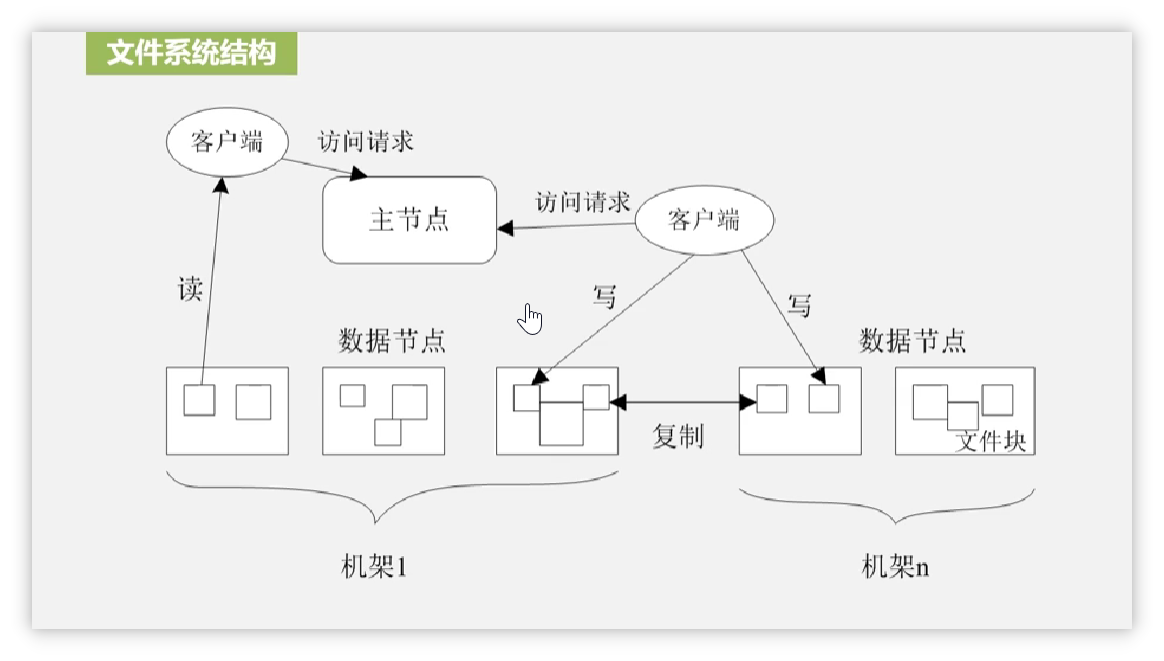 文件系统结构
客户端
访问请求
主节点
访问请求
客户端
读
写
写
数据节点
数据节点
复制
文件块
机架1
机架n